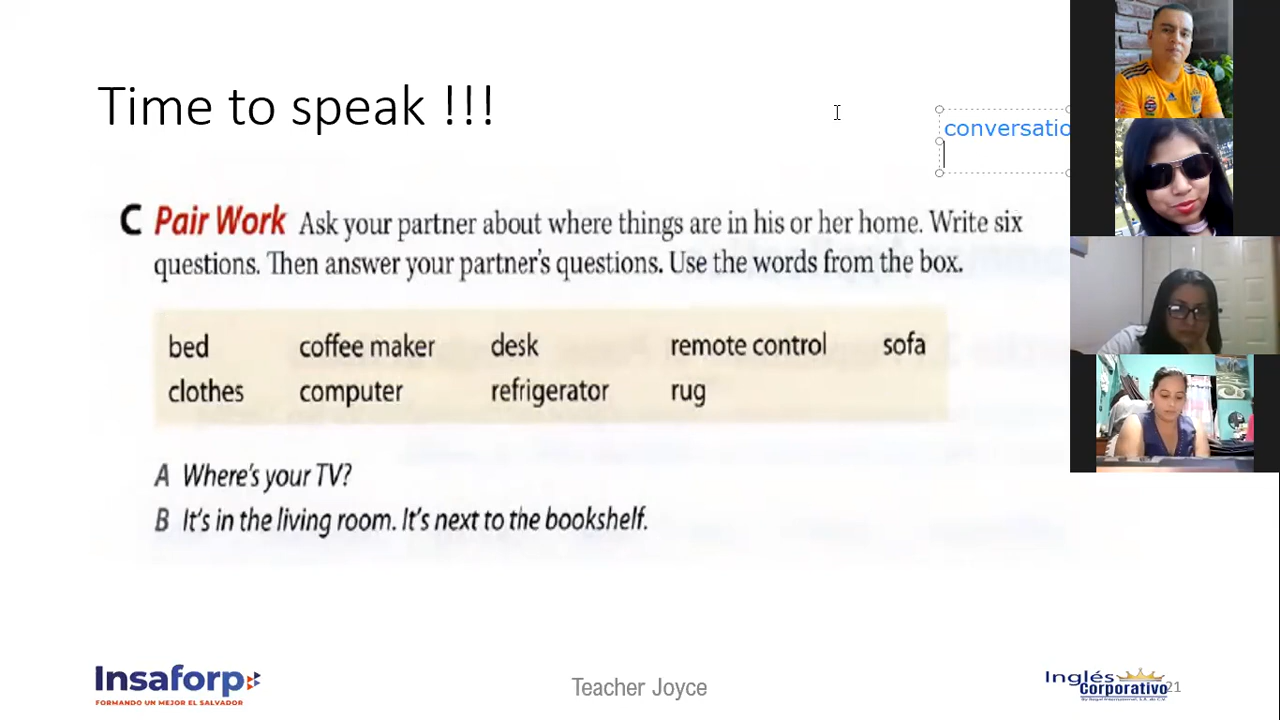 Time to speak !!!
conversatio
C Pair Work Ask your partner about where things are in his or her home. Write six
questions. Then answer your partner's questions. Use the words from the box.
bed coffee maker desk remote control sofa
clothes computer refrigerator rug
A Where's your TV?
B It's in the living room. It's next to the bookshelf.
Insaforp
FORMANDO UN MEJOR EL SALVADOR
Teacher Joyce
Inglés
Corporativo
21